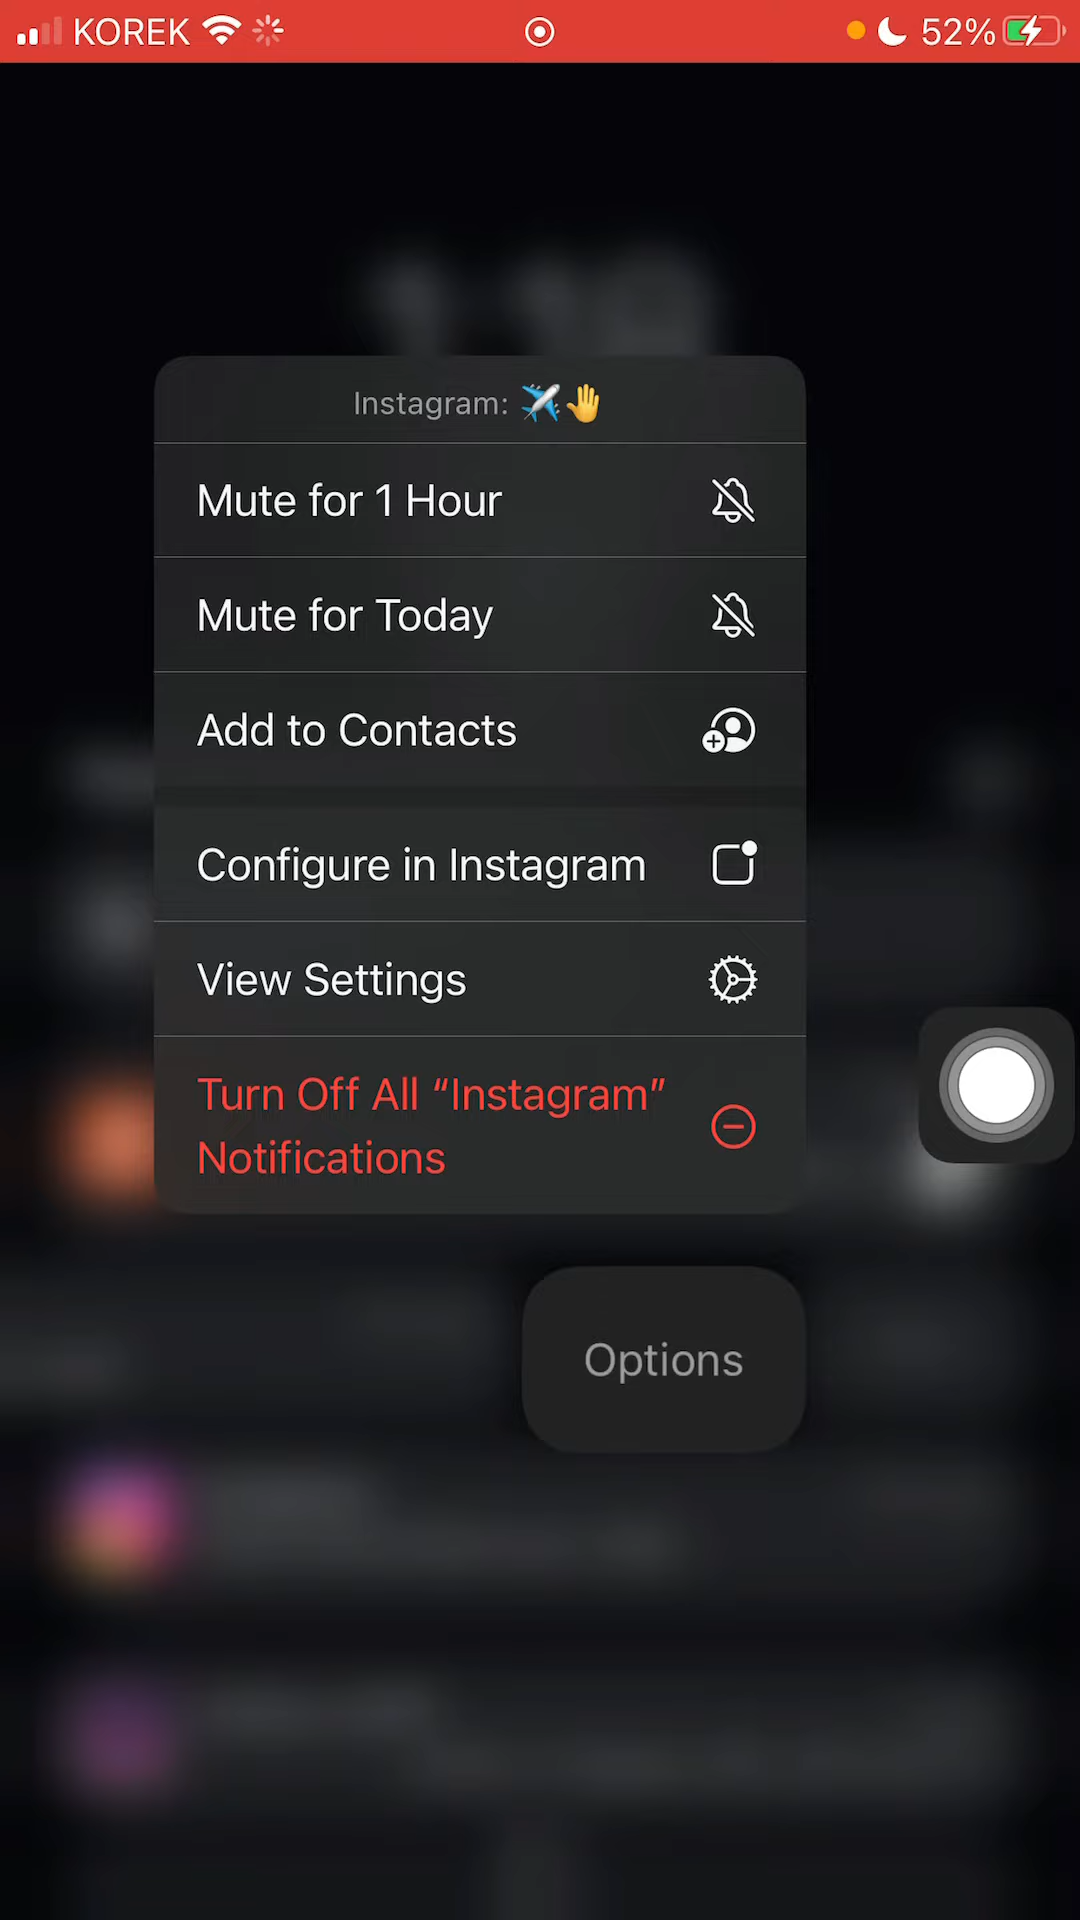 KOREK 52%
Instagram: ✈️🤚
Mute for 1 Hour
Mute for Today
Add to Contacts
Configure in Instagram
View Settings
Turn Off All “Instagram”
Notifications
Options